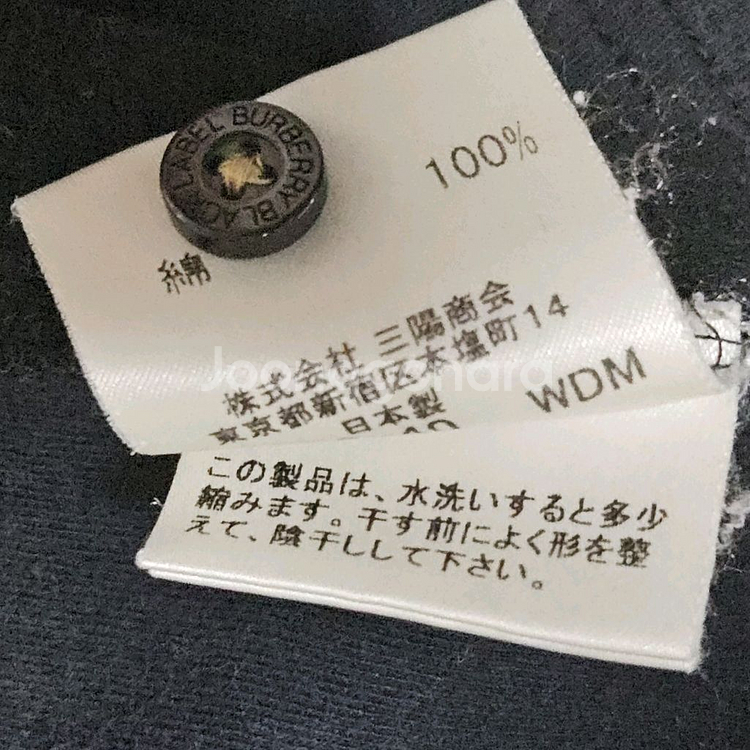 BURBERRY BLACK LABEL
100%
綿
株式会社 三陽商会
東京都新宿区本塩町14
日本製
WDM
この製品は、水洗いすると多少
縮みます。干す前によく形を整
えて、陰干しして下さい。